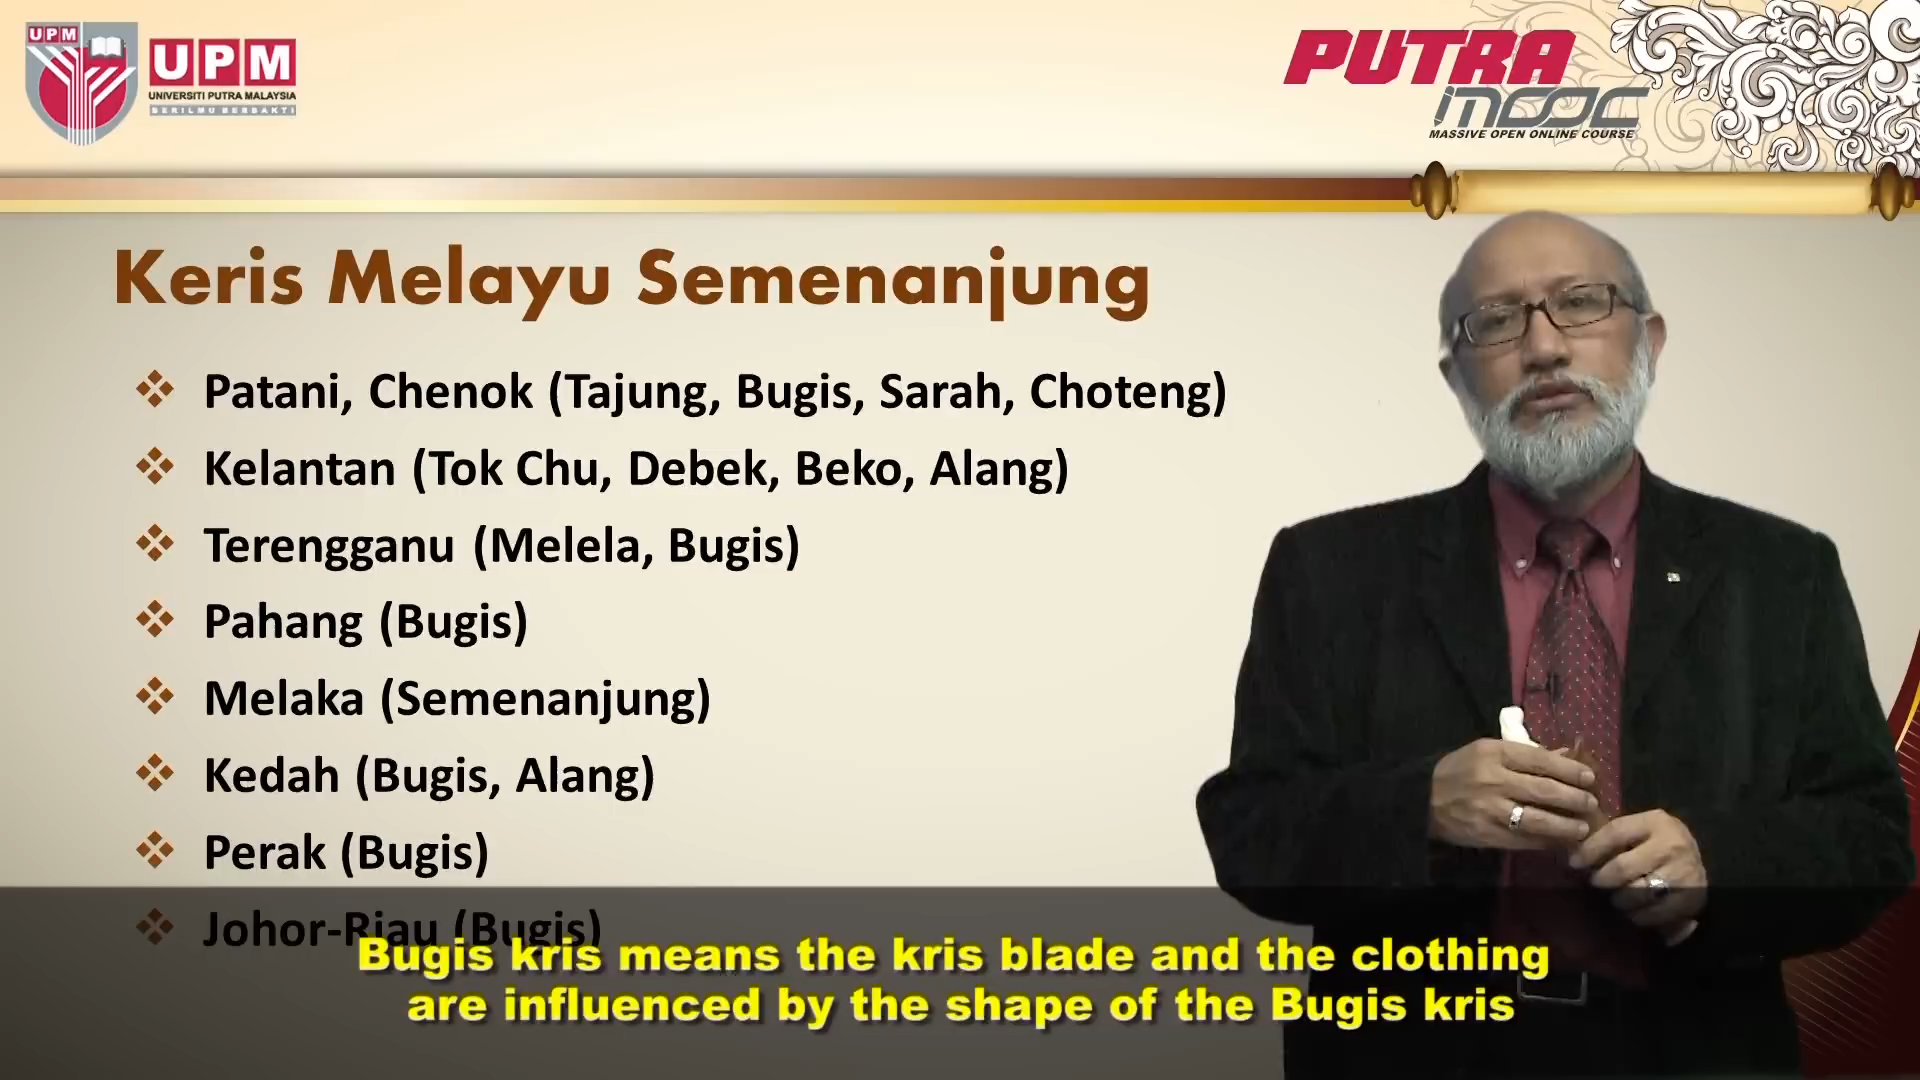 UPM
UPM
UNIVERSITI PUTRA MALAYSIA
BERILMU BERBAKTI
PUTRA
mooc
MASSIVE OPEN ONLINE COURSE
Keris Melayu Semenanjung
Patani, Chenok (Tajung, Bugis, Sarah, Choteng)
Kelantan (Tok Chu, Debek, Beko, Alang)
Terengganu (Melela, Bugis)
Pahang (Bugis)
Melaka (Semenanjung)
Kedah (Bugis, Alang)
Perak (Bugis)
Johor-Riau (Bugis)
Bugis kris means the kris blade and the clothing
are influenced by the shape of the Bugis kris